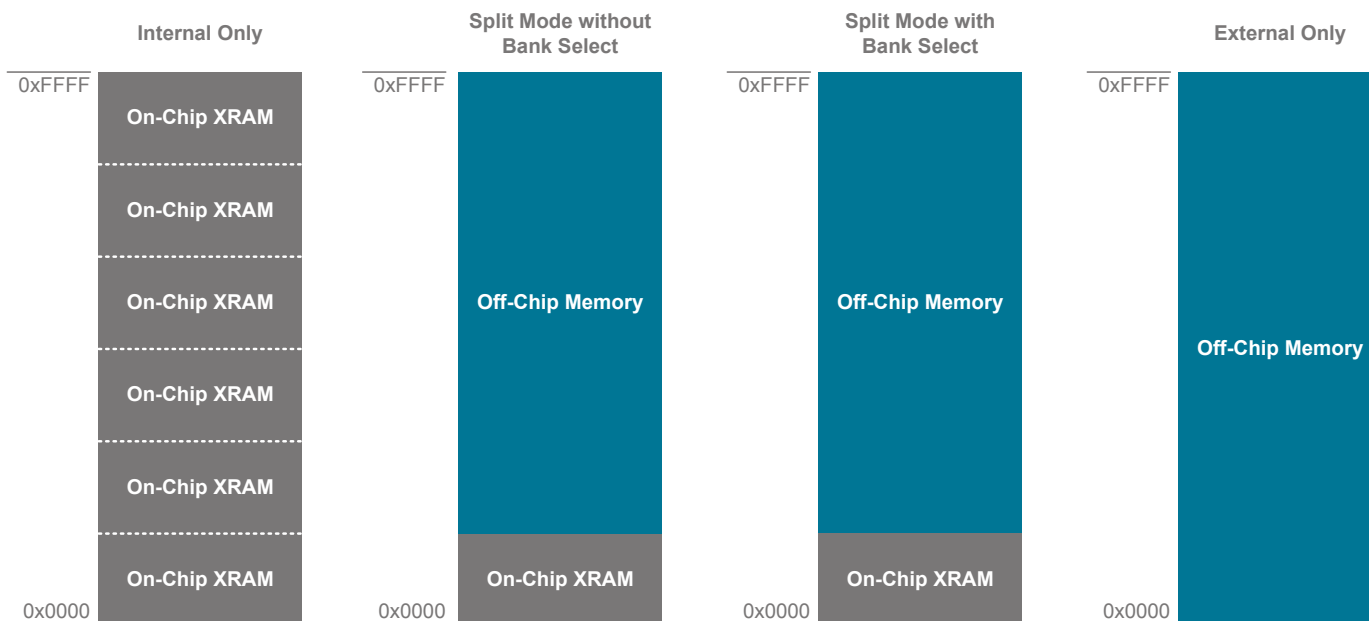 Internal Only
0xFFFF
On-Chip XRAM
On-Chip XRAM
On-Chip XRAM
On-Chip XRAM
On-Chip XRAM
On-Chip XRAM
0x0000
Split Mode without
Bank Select
0xFFFF
Off-Chip Memory
On-Chip XRAM
0x0000
Split Mode with
Bank Select
0xFFFF
Off-Chip Memory
On-Chip XRAM
0x0000
External Only
0xFFFF
Off-Chip Memory
0x0000